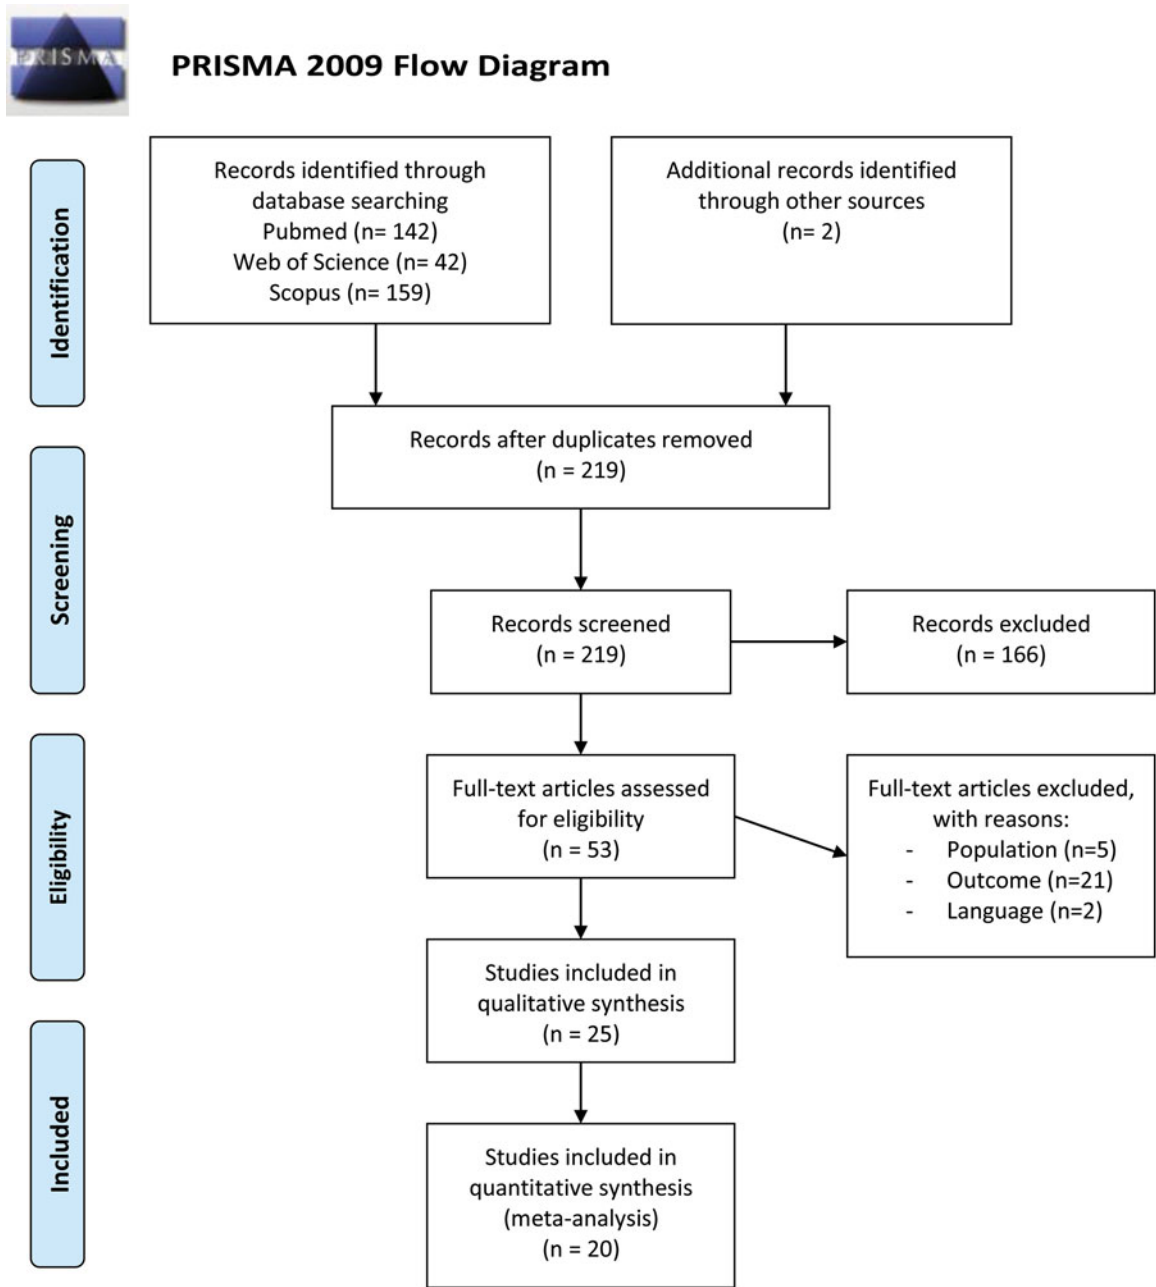 PRISMA
PRISMA 2009 Flow Diagram
Identification
Records identified through
database searching
Pubmed (n= 142)
Web of Science (n= 42)
Scopus (n= 159)
Additional records identified
through other sources
(n= 2)
Records after duplicates removed
(n = 219)
Screening
Records screened
(n = 219)
Records excluded
(n = 166)
Eligibility
Full-text articles assessed
for eligibility
(n = 53)
Full-text articles excluded,
with reasons:
- Population (n=5)
- Outcome (n=21)
- Language (n=2)
Studies included in
qualitative synthesis
(n = 25)
Included
Studies included in
quantitative synthesis
(meta-analysis)
(n = 20)